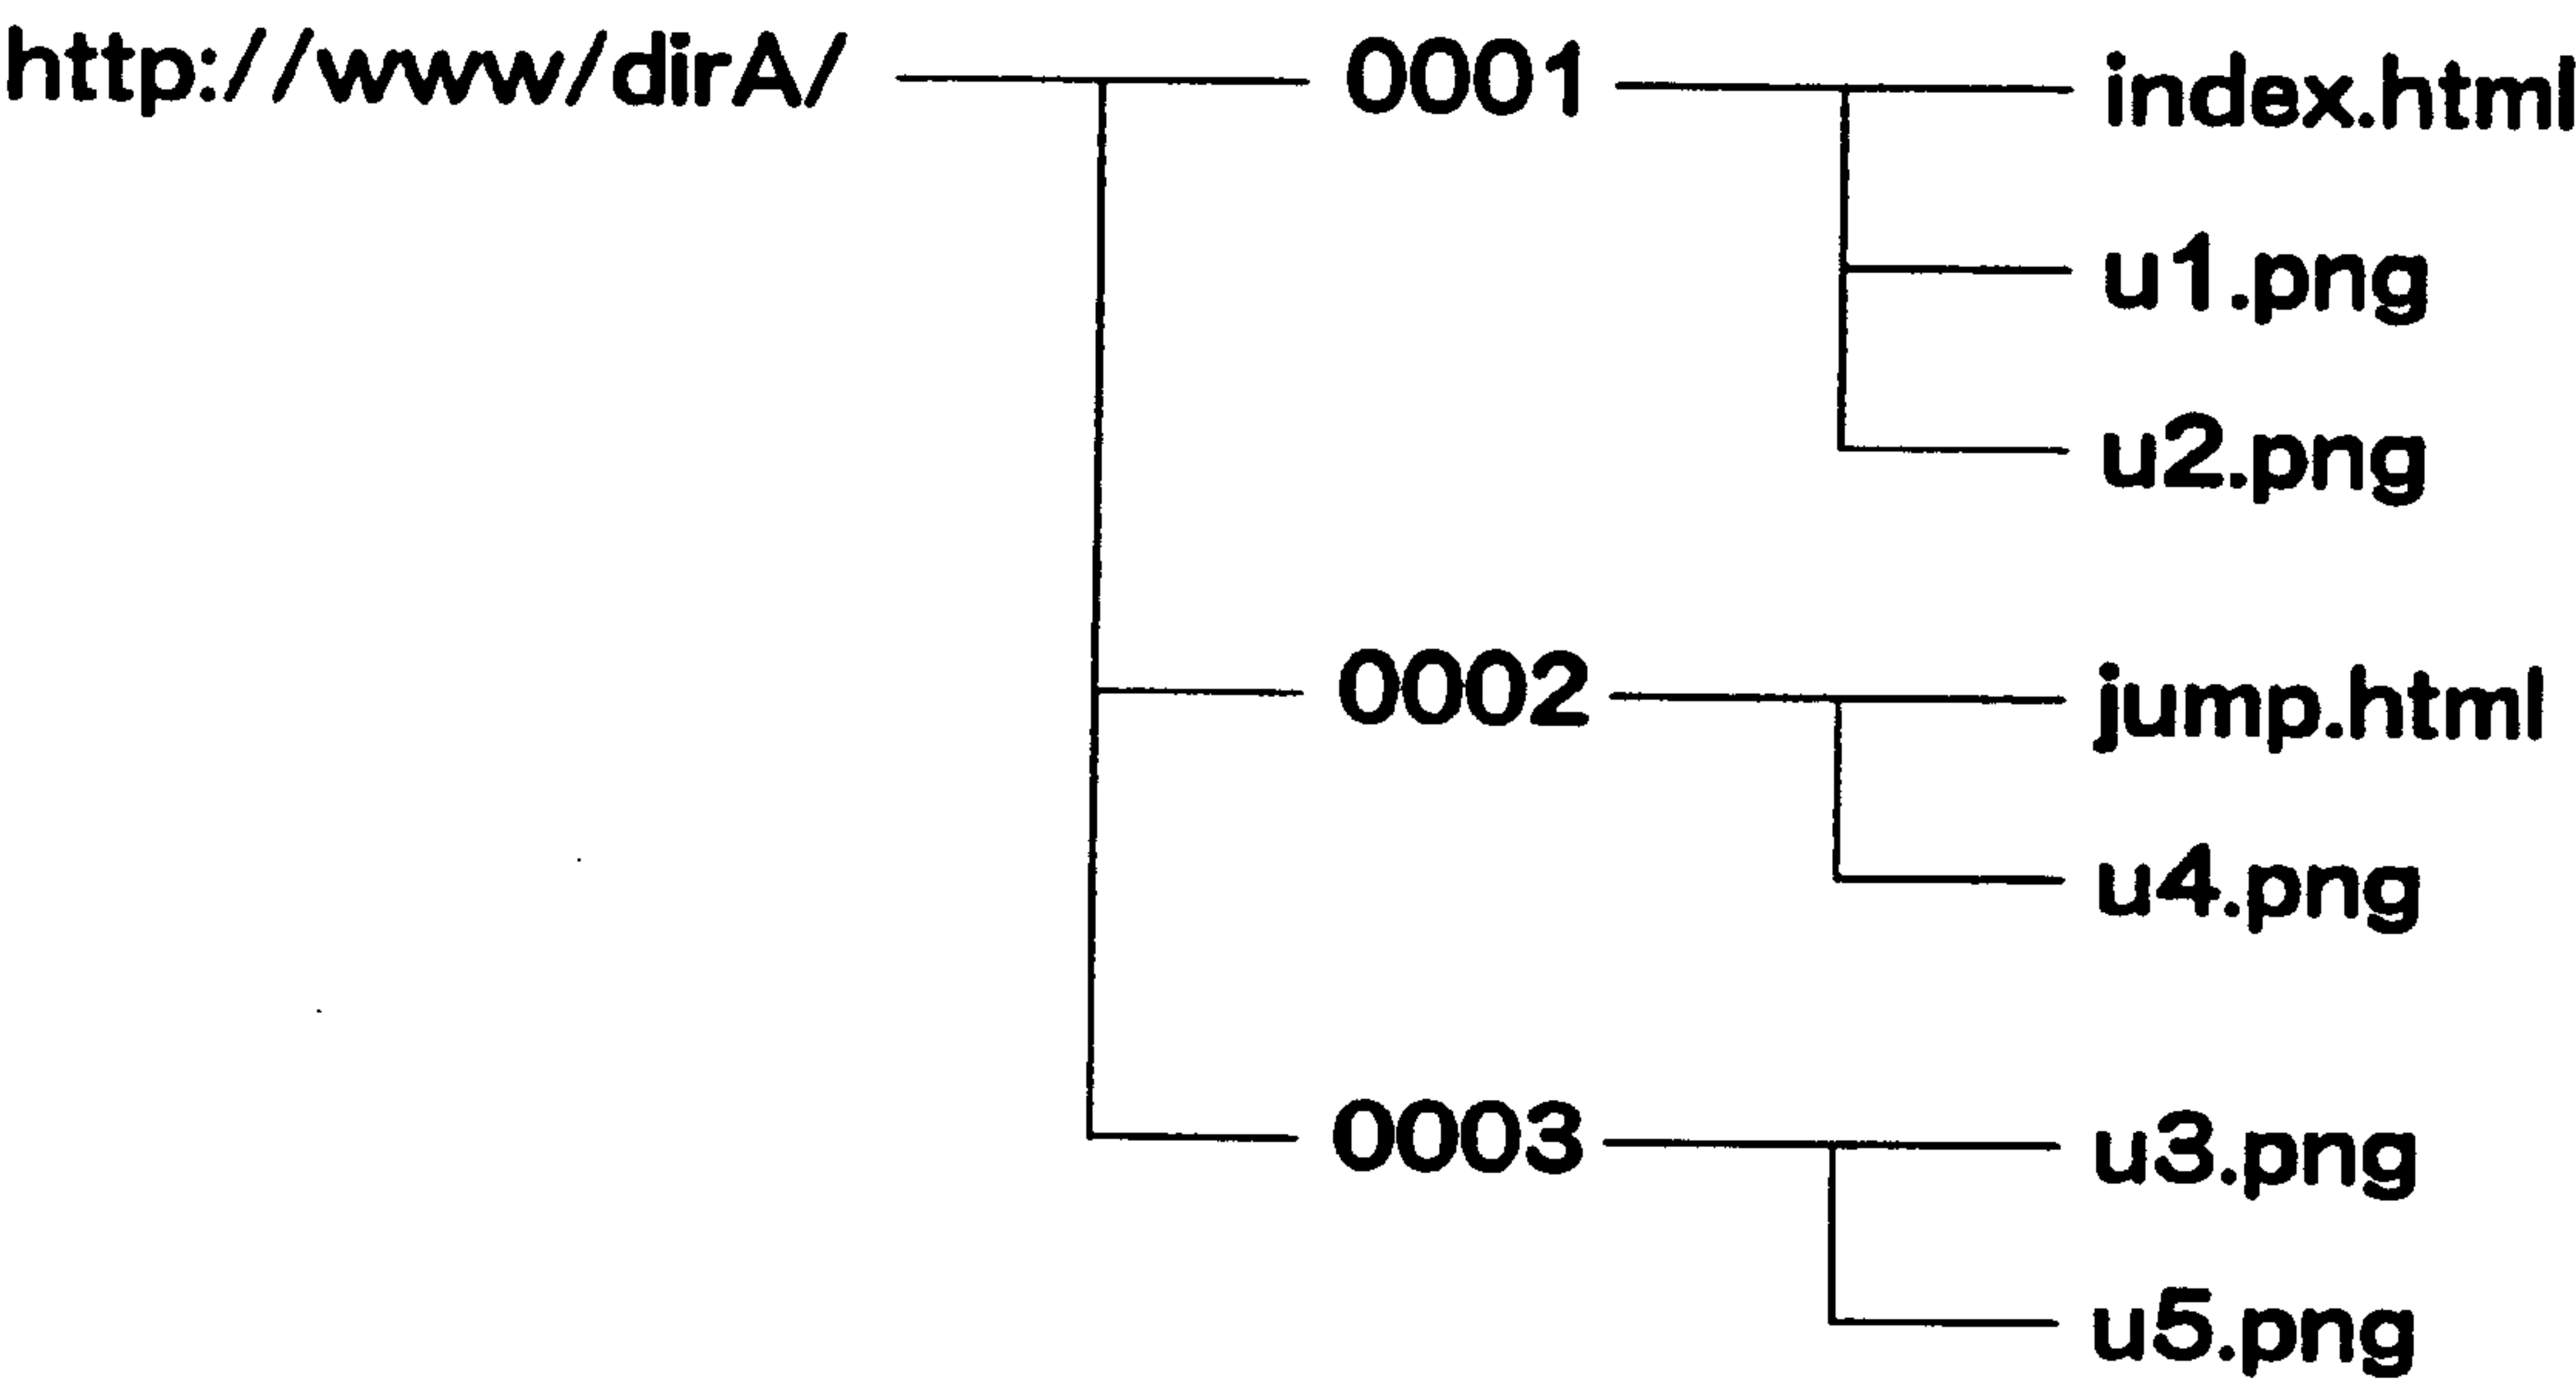 http://www/dirA/ 0001 index.html
u1.png
u2.png
0002 jump.html
u4.png
0003 u3.png
u5.png